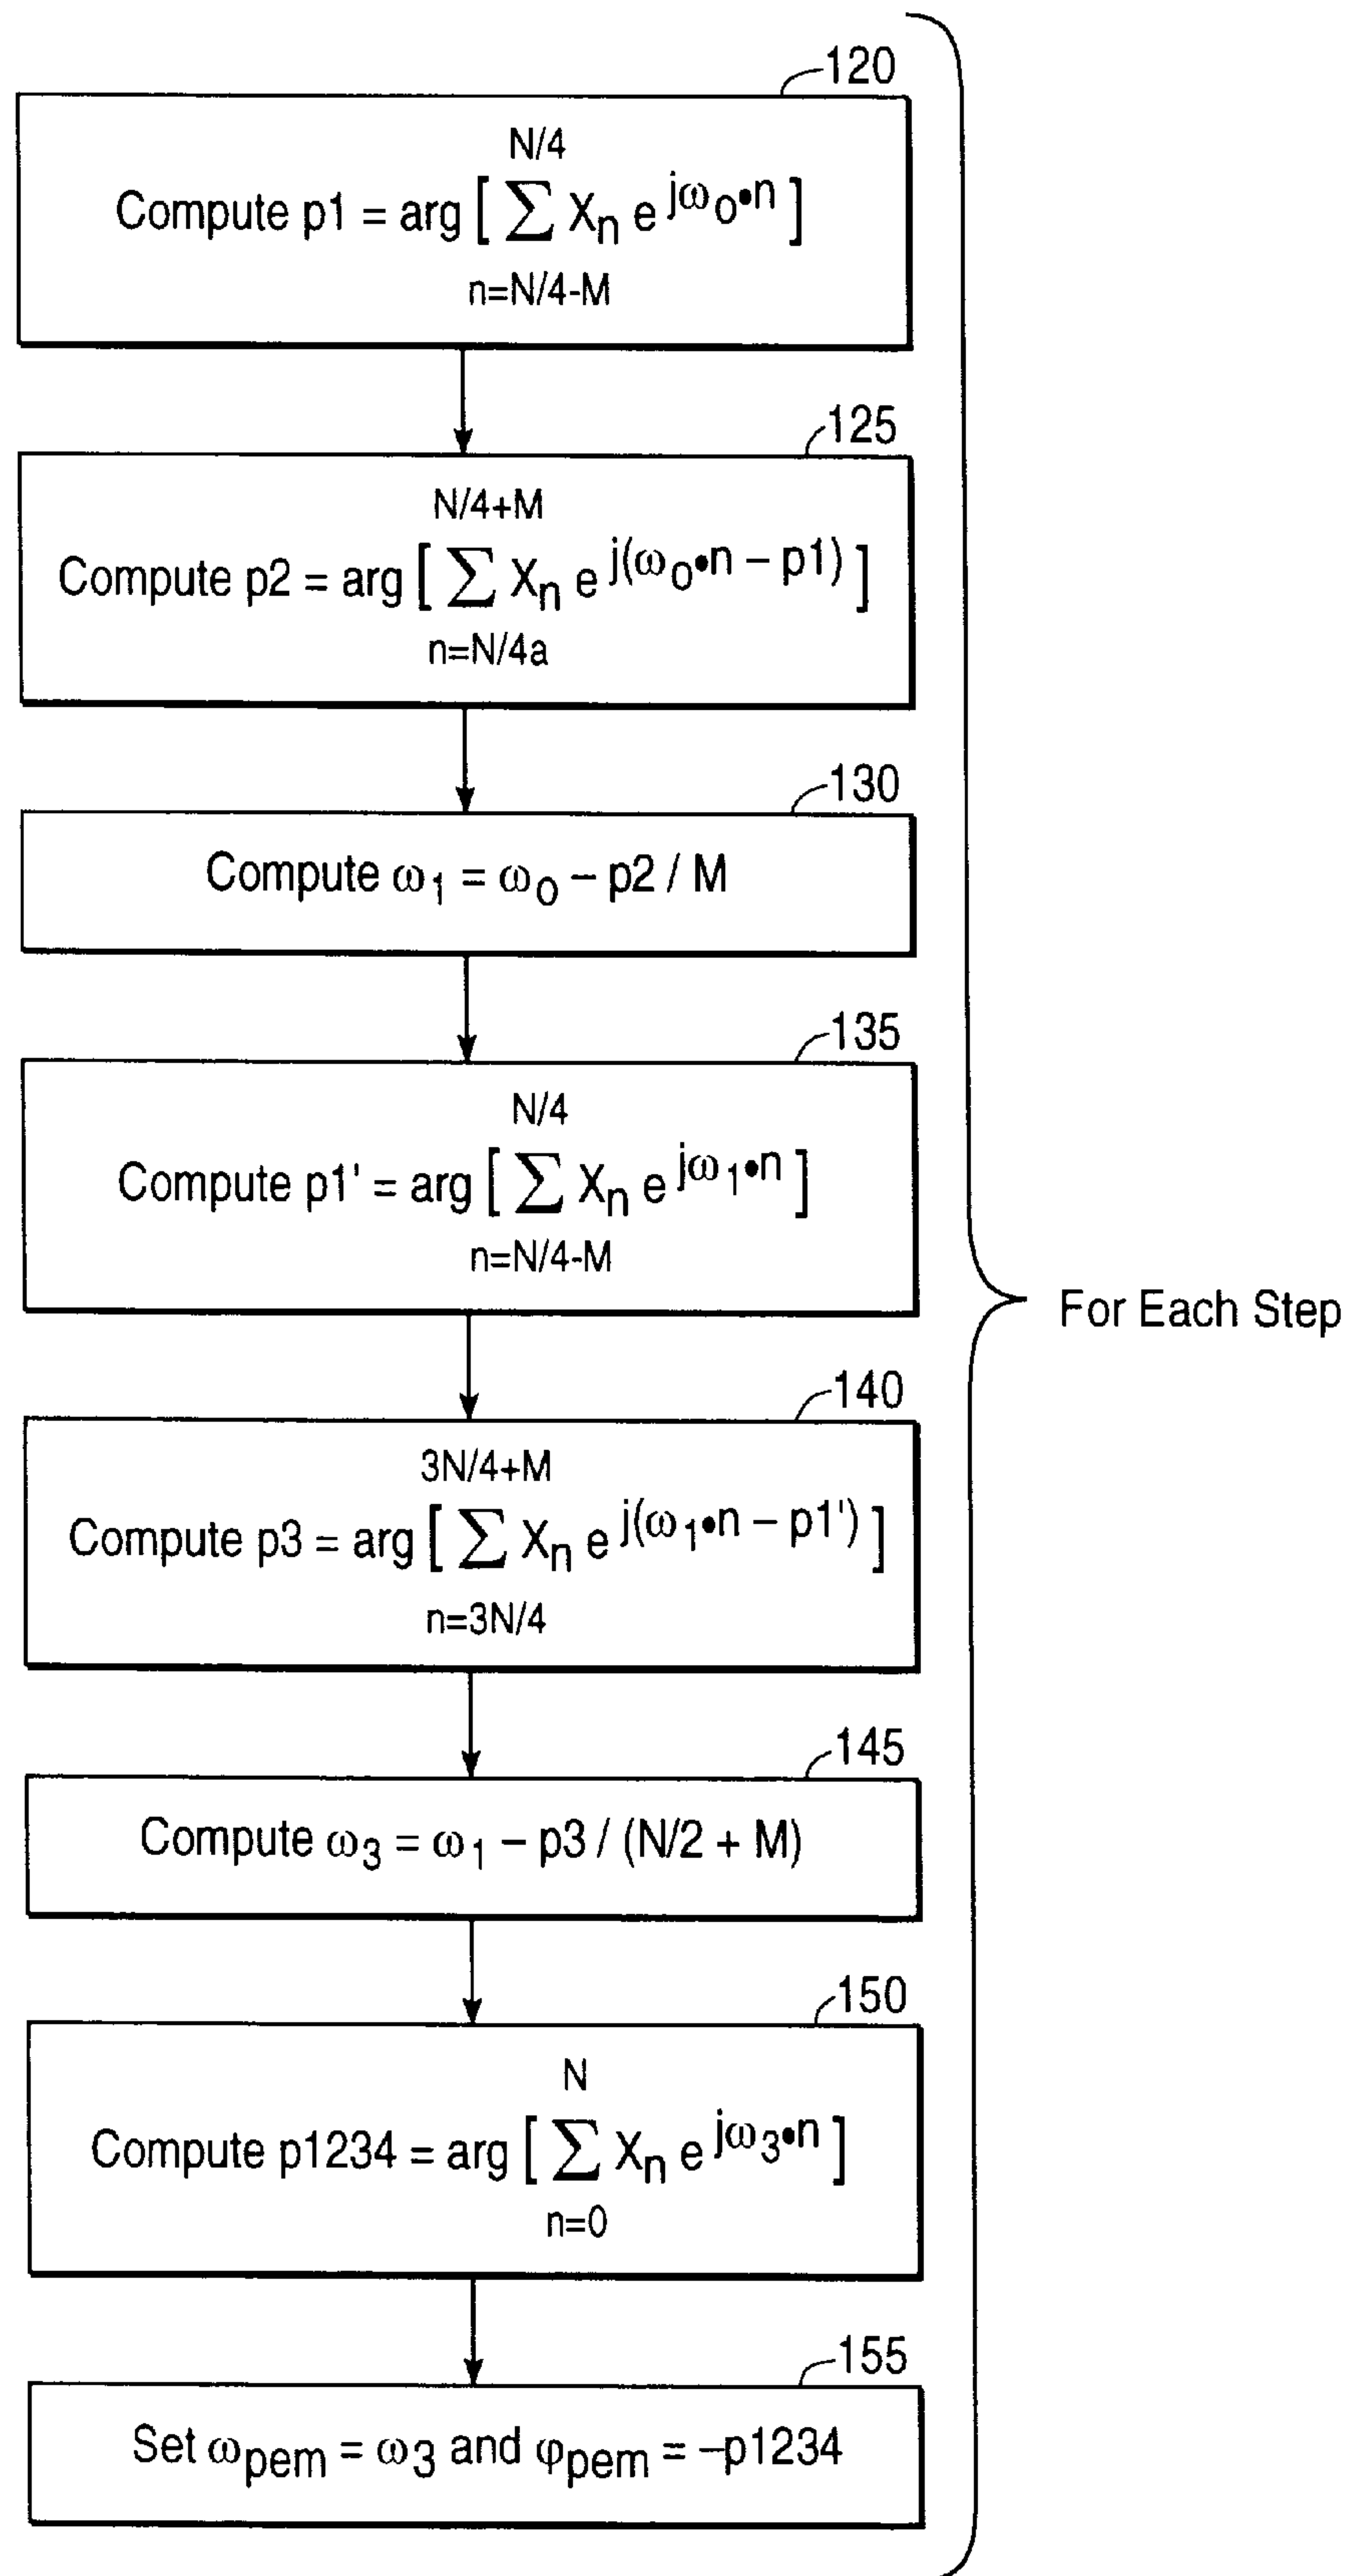 120
N/4
Compute p1 = arg [ ∑ Xn e jω0•n ]
n=N/4-M
125
N/4+M
Compute p2 = arg [ ∑ Xn e j(ω0•n – p1) ]
n=N/4a
130
Compute ω1 = ω0 – p2 / M
135
N/4
Compute p1' = arg [ ∑ Xn e jω1•n ]
n=N/4-M
For Each Step
140
3N/4+M
Compute p3 = arg [ ∑ Xn e j(ω1•n – p1') ]
n=3N/4
145
Compute ω3 = ω1 – p3 / (N/2 + M)
150
N
Compute p1234 = arg [ ∑ Xn e jω3•n ]
n=0
155
Set ωpem = ω3 and φpem = –p1234